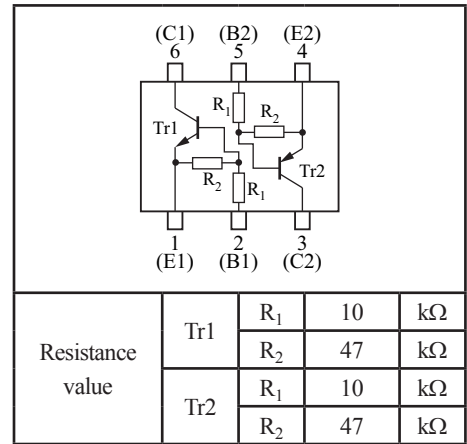 (C1) (B2) (E2)
6 5 4
R1 R2
Tr1
Tr2
R2 R1
1 2 3
(E1) (B1) (C2)
Resistance value Tr1 R1 10 kΩ
R2 47 kΩ
Tr2 R1 10 kΩ
R2 47 kΩ